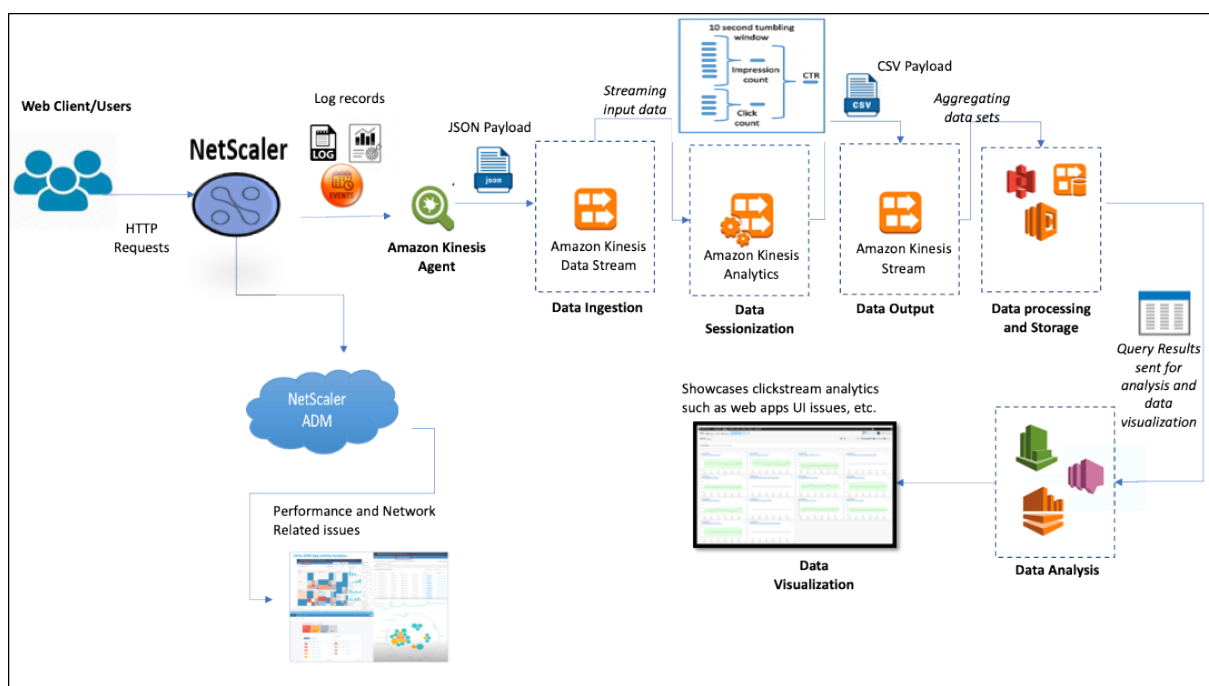 Web Client/Users
HTTP
Requests
NetScaler
Log records
LOG
EVENTS
Amazon Kinesis
Agent
JSON Payload
json
Amazon Kinesis
Data Stream
Data Ingestion
Streaming
input data
10 second tumbling
window
Impression
count
CTR
Click
count
Amazon Kinesis
Analytics
Data
Sessionization
CSV Payload
CSV
Amazon Kinesis
Stream
Data Output
Aggregating
data sets
Data processing
and Storage
Query Results
sent for
analysis and
data
visualization
Data Analysis
Showcases clickstream analytics
such as web apps UI issues, etc.
Data
Visualization
NetScaler
ADM
Performance and Network
Related issues